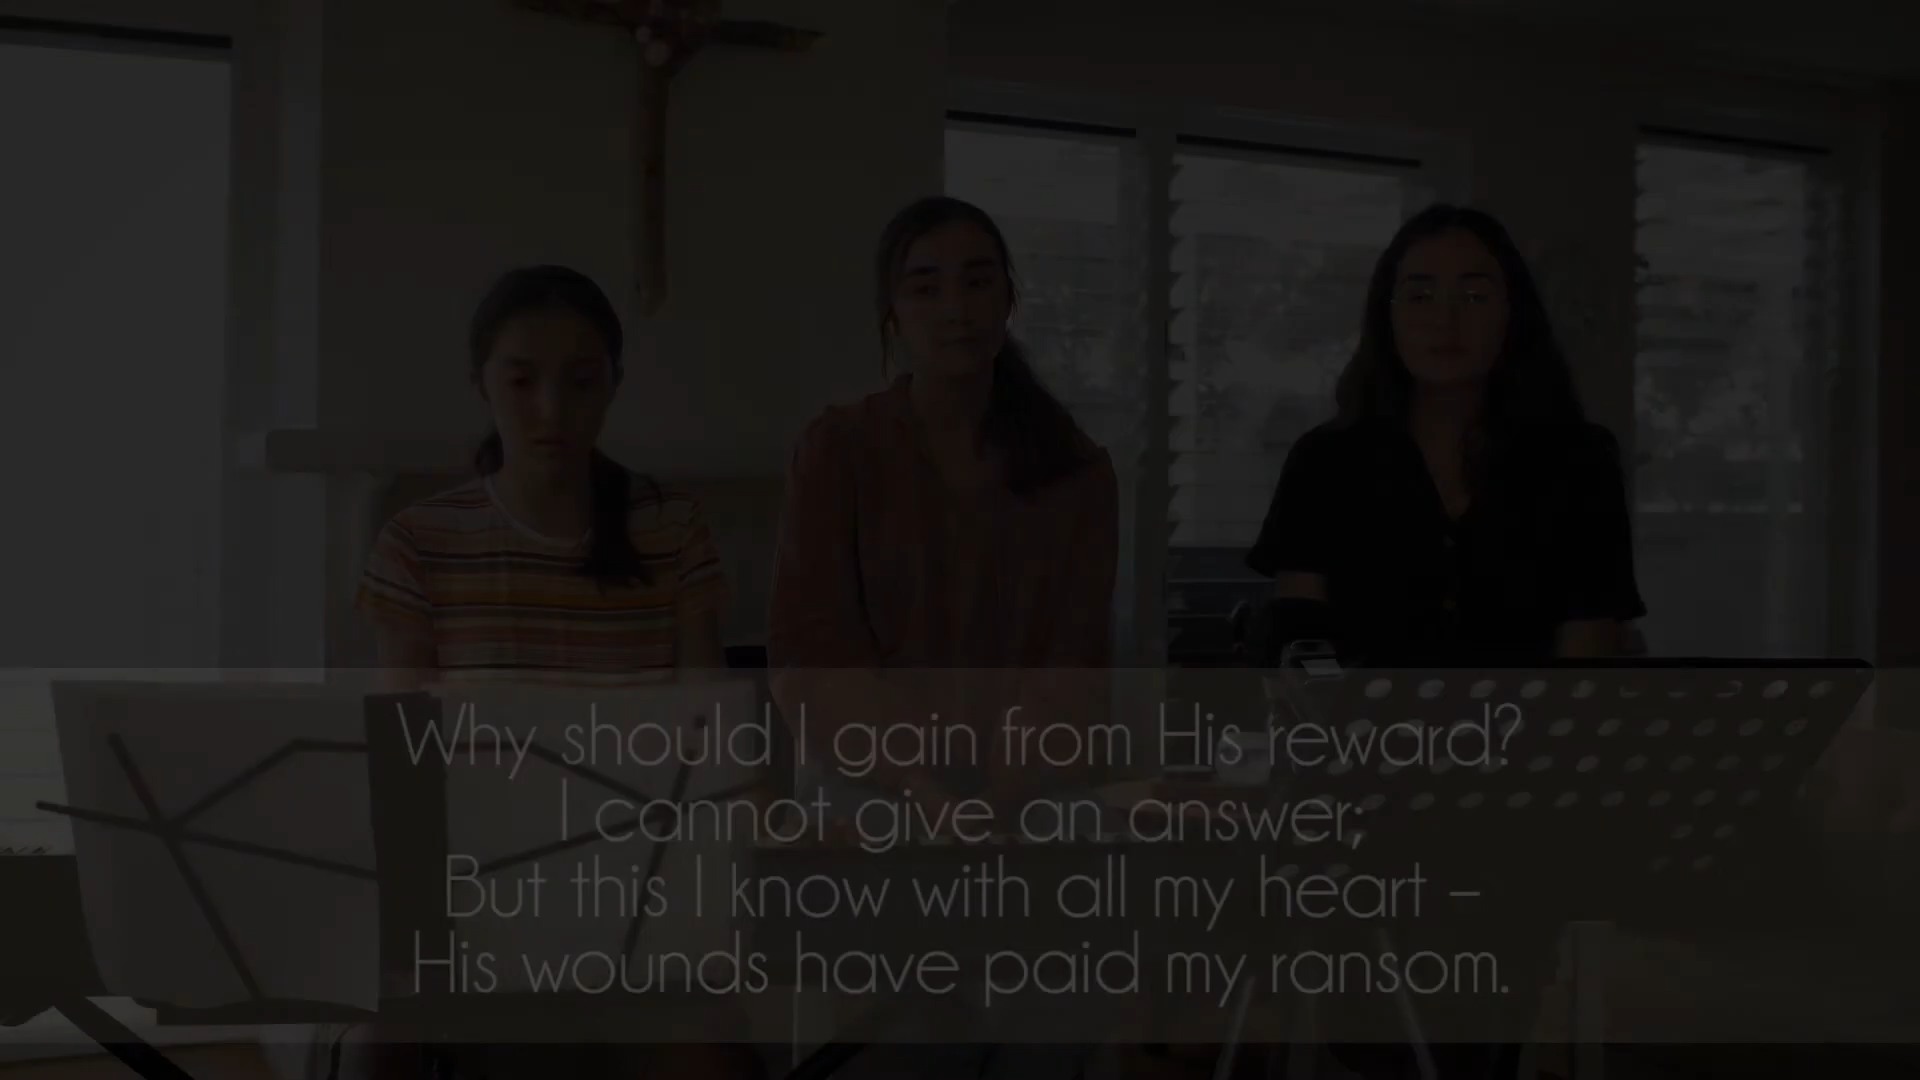 Why should I gain from His reward?
I cannot give an answer;
But this I know with all my heart –
His wounds have paid my ransom.